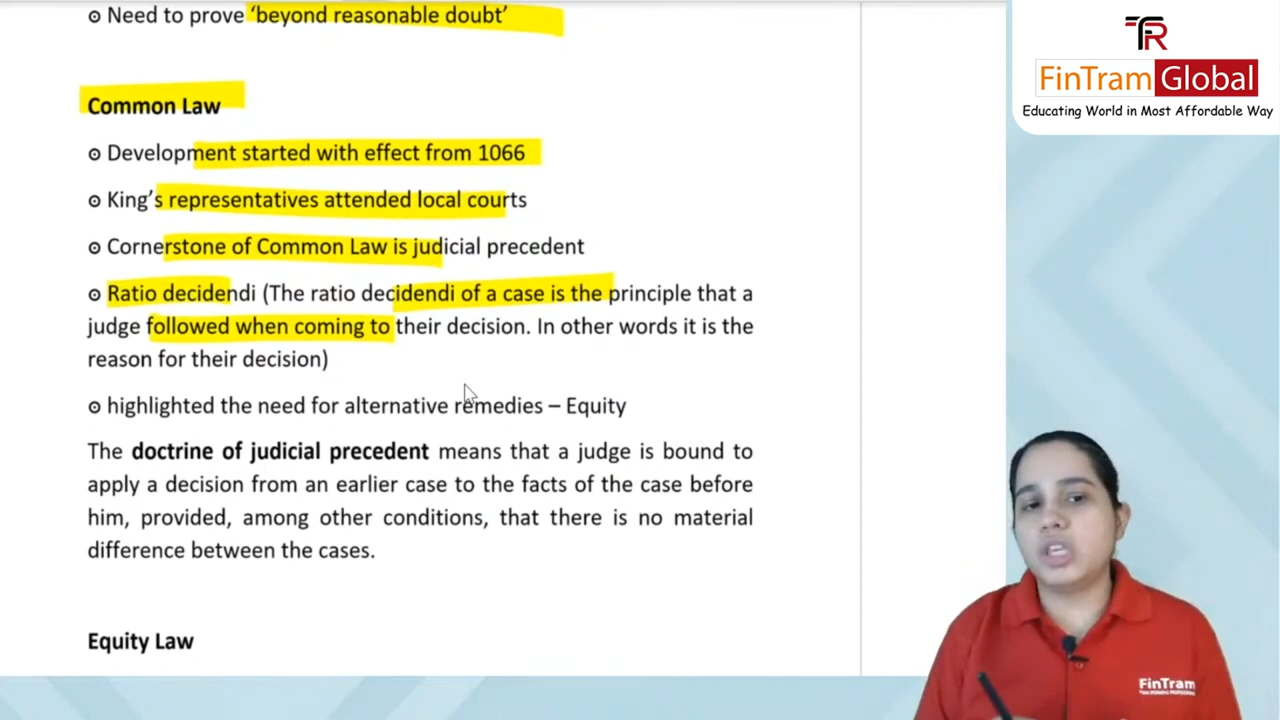 ⊙ Need to prove ‘beyond reasonable doubt’
Common Law
⊙ Development started with effect from 1066
⊙ King’s representatives attended local courts
⊙ Cornerstone of Common Law is judicial precedent
⊙ Ratio decidendi (The ratio decidendi of a case is the principle that a
judge followed when coming to their decision. In other words it is the
reason for their decision)
⊙ highlighted the need for alternative remedies – Equity
The doctrine of judicial precedent means that a judge is bound to
apply a decision from an earlier case to the facts of the case before
him, provided, among other conditions, that there is no material
difference between the cases.
Equity Law
TR
FinTram Global
Educating World in Most Affordable Way
FinTram